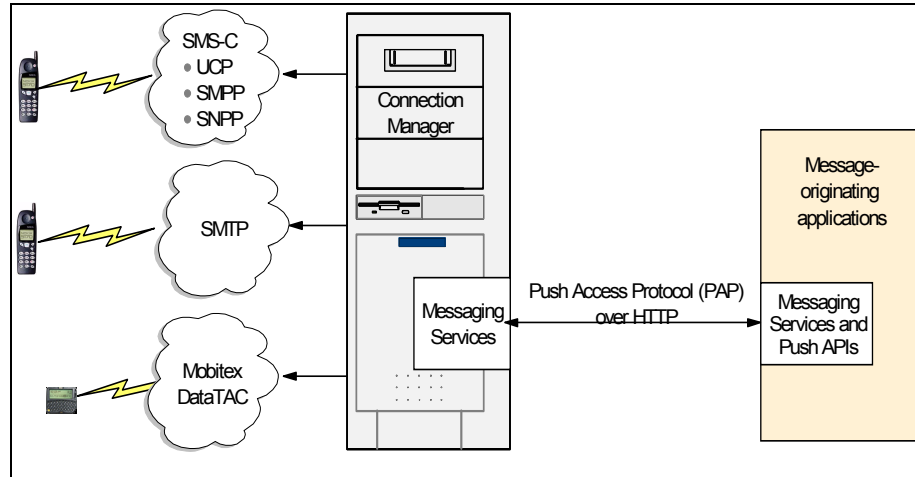 SMS-C
UCP
SMPP
SNPP
SMTP
Mobitex
DataTAC
Connection
Manager
Messaging
Services
Push Access Protocol (PAP)
over HTTP
Message-
originating
applications
Messaging
Services and
Push APIs